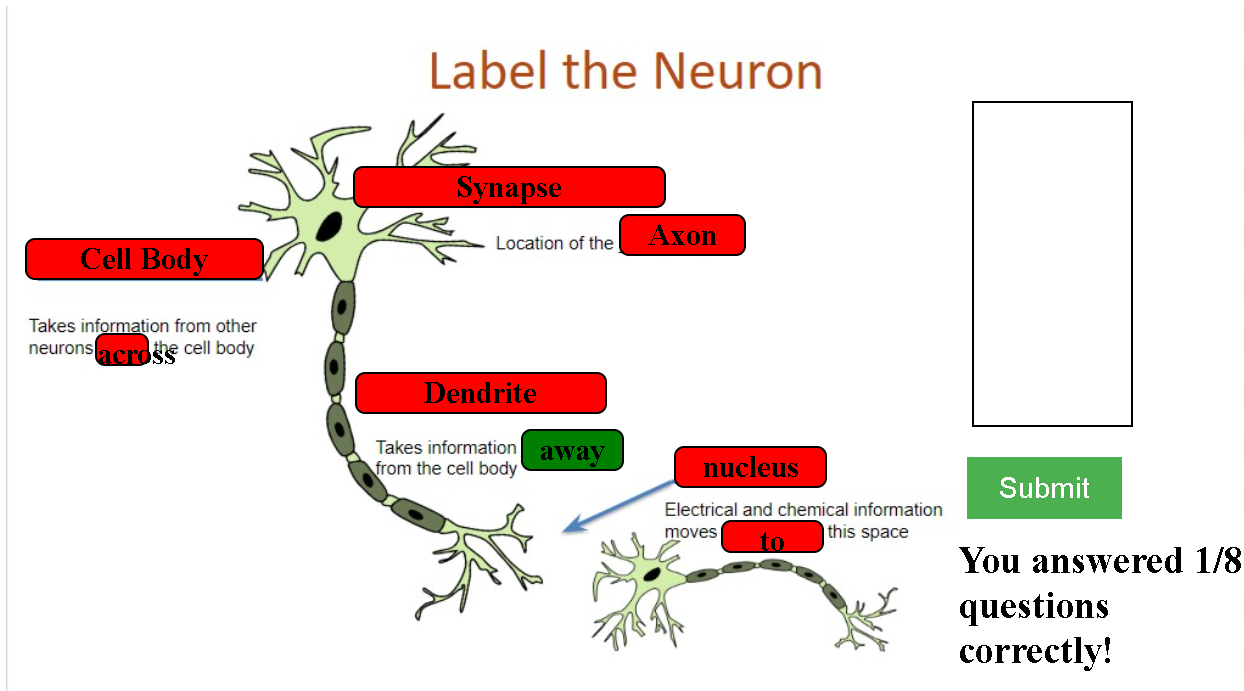 Label the Neuron
Synapse
Location of the Axon
Cell Body
Takes information from other
neurons across the cell body
Dendrite
Takes information away
from the cell body
nucleus
Electrical and chemical information
moves to this space
Submit
You answered 1/8
questions
correctly!